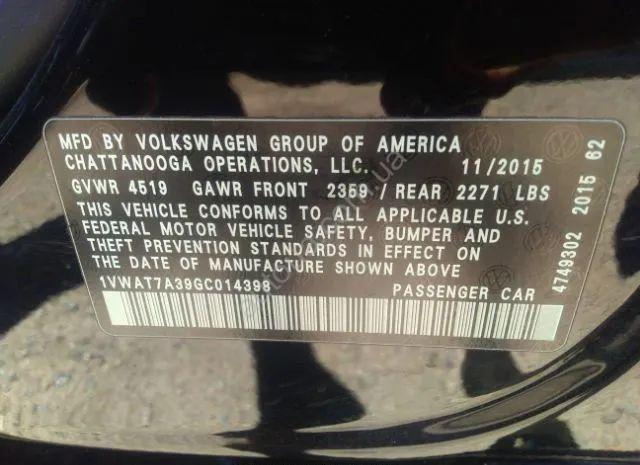 MFD BY VOLKSWAGEN GROUP OF AMERICA
CHATTANOOGA OPERATIONS, LLC. 11/2015
GVWR 4519 GAWR FRONT 2359 / REAR 2271 LBS
THIS VEHICLE CONFORMS TO ALL APPLICABLE U.S.
FEDERAL MOTOR VEHICLE SAFETY, BUMPER AND
THEFT PREVENTION STANDARDS IN EFFECT ON
THE DATE OF MANUFACTURE SHOWN ABOVE
1VWAT7A39GC014398 PASSENGER CAR
4749302 2015 62